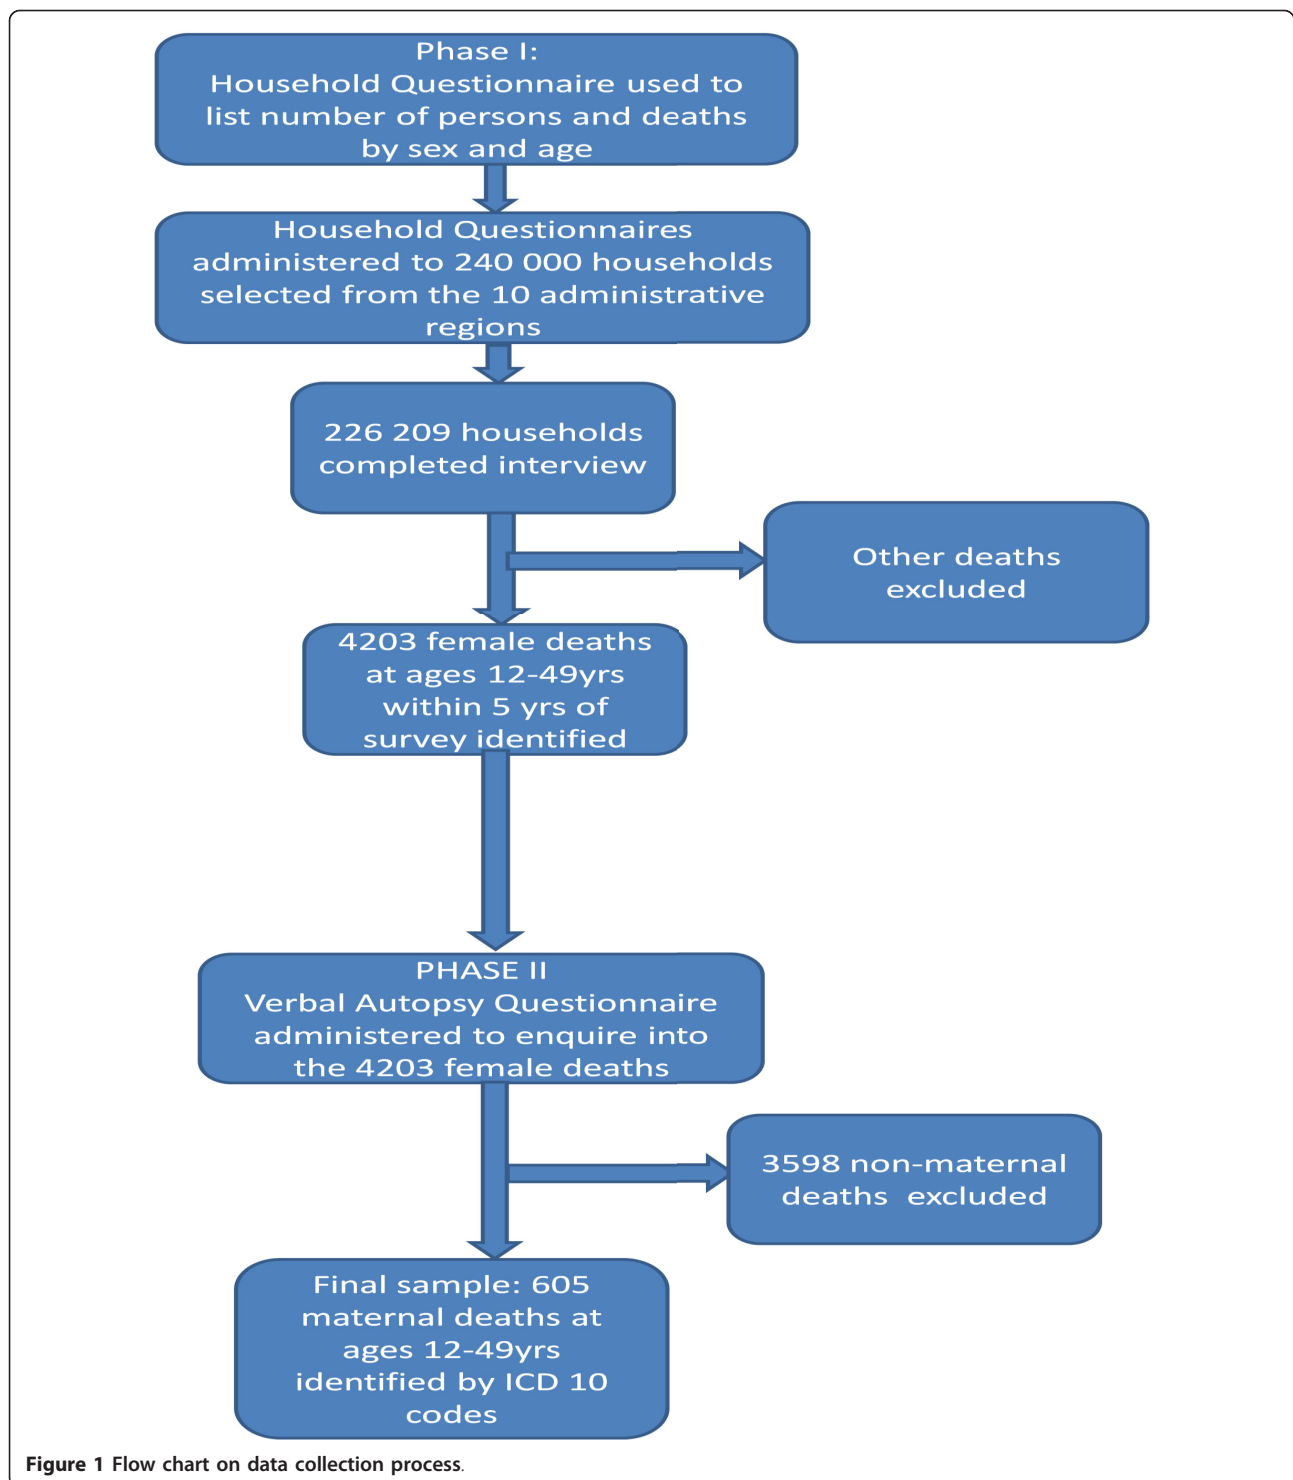 Phase I:
Household Questionnaire used to
list number of persons and deaths
by sex and age
Household Questionnaires
administered to 240 000 households
selected from the 10 administrative
regions
226 209 households
completed interview
Other deaths
excluded
4203 female deaths
at ages 12-49yrs
within 5 yrs of
survey identified
PHASE II
Verbal Autopsy Questionnaire
administered to enquire into
the 4203 female deaths
3598 non-maternal
deaths  excluded
Final sample: 605
maternal deaths at
ages 12-49yrs
identified by ICD 10
codes
Figure 1 Flow chart on data collection process.